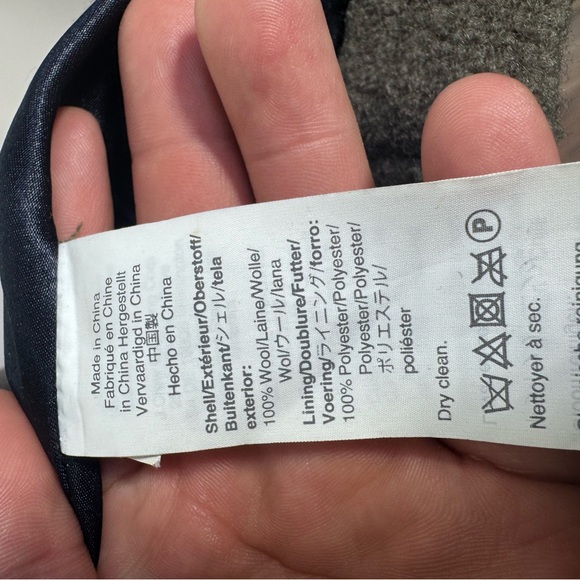 Made in China
Fabriqué en Chine
in China Hergestellt
Vervaardigd in China
中国製
Hecho en China
Shell/Extérieur/Oberstoff/
Buitenkant/シェル/tela
exterior:
100% Wool/Laine/Wolle/
Wol/ウール/lana
Lining/Doublure/Futter/
Voering/ライニング/forro:
100% Polyester/Polyester/
Polyester/Polyester/
ポリエステル/
poliéster
Dry clean.
P
Nettoyer à sec.